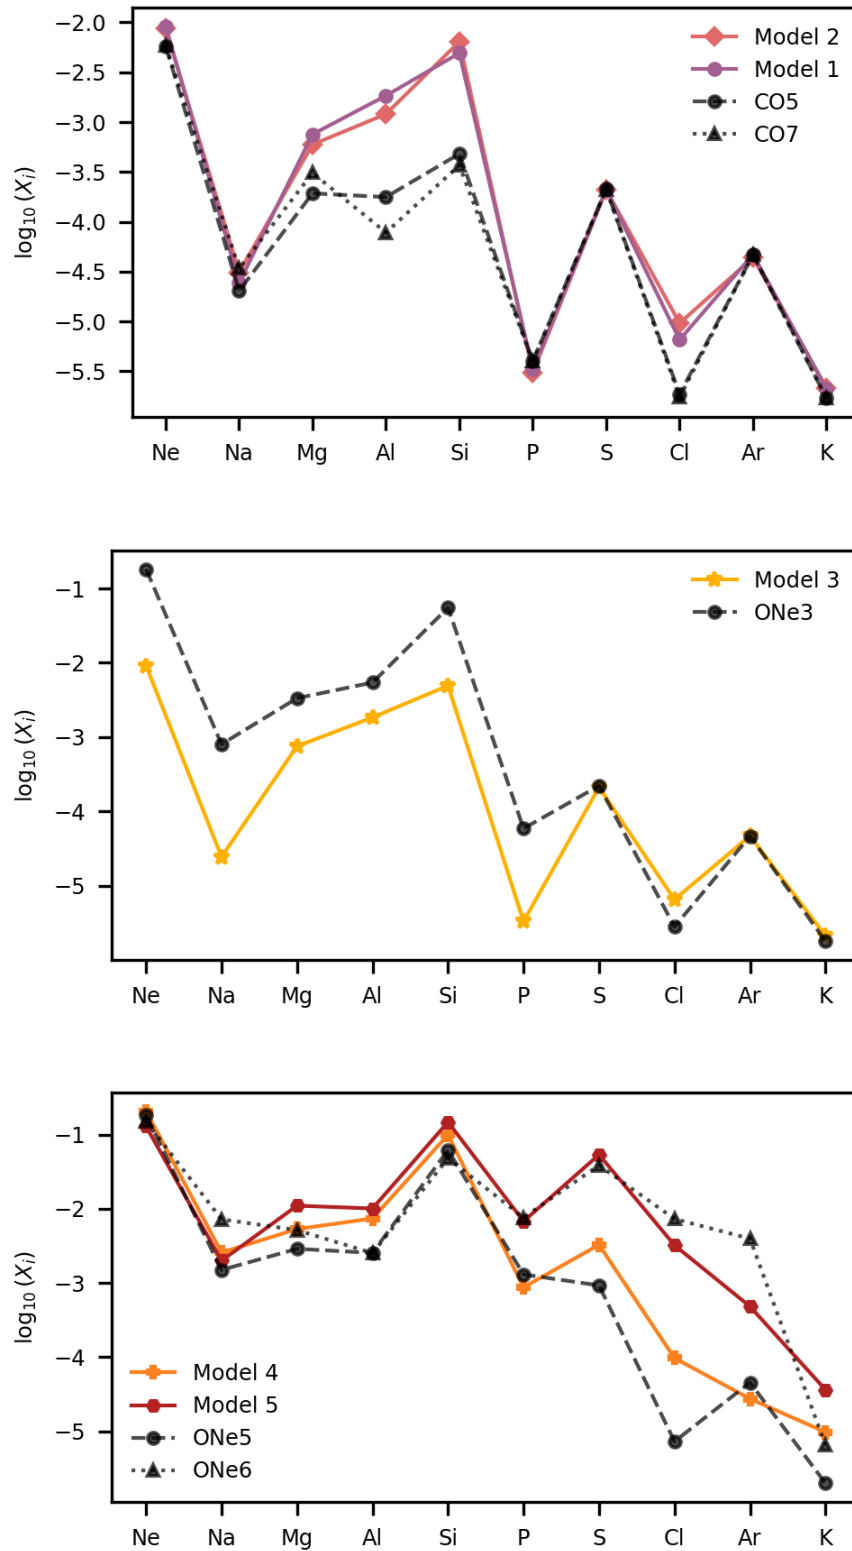 −2.0
−2.5
−3.0
−3.5
−4.0
−4.5
−5.0
−5.5
log₁₀(Xᵢ)
Model 2
Model 1
CO5
CO7
Ne Na Mg Al Si P S Cl Ar K
−1
−2
−3
−4
−5
log₁₀(Xᵢ)
Model 3
ONe3
Ne Na Mg Al Si P S Cl Ar K
−1
−2
−3
−4
−5
log₁₀(Xᵢ)
Model 4
Model 5
ONe5
ONe6
Ne Na Mg Al Si P S Cl Ar K